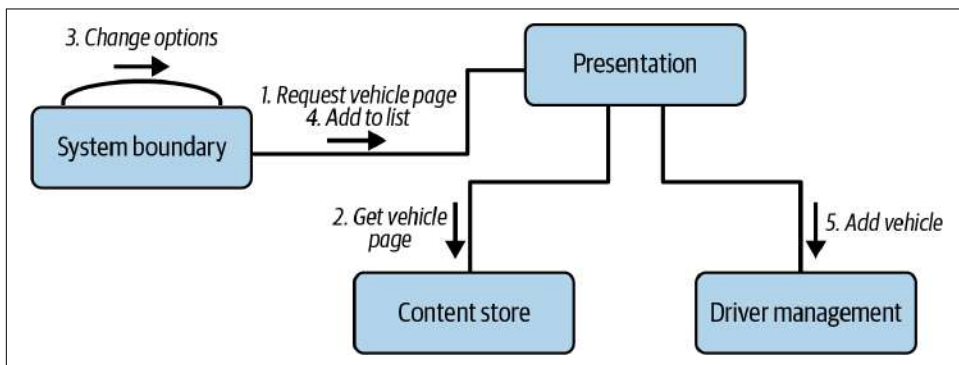 3. Change options
Presentation
1. Request vehicle page
4. Add to list
System boundary
2. Get vehicle
page
5. Add vehicle
Content store
Driver management